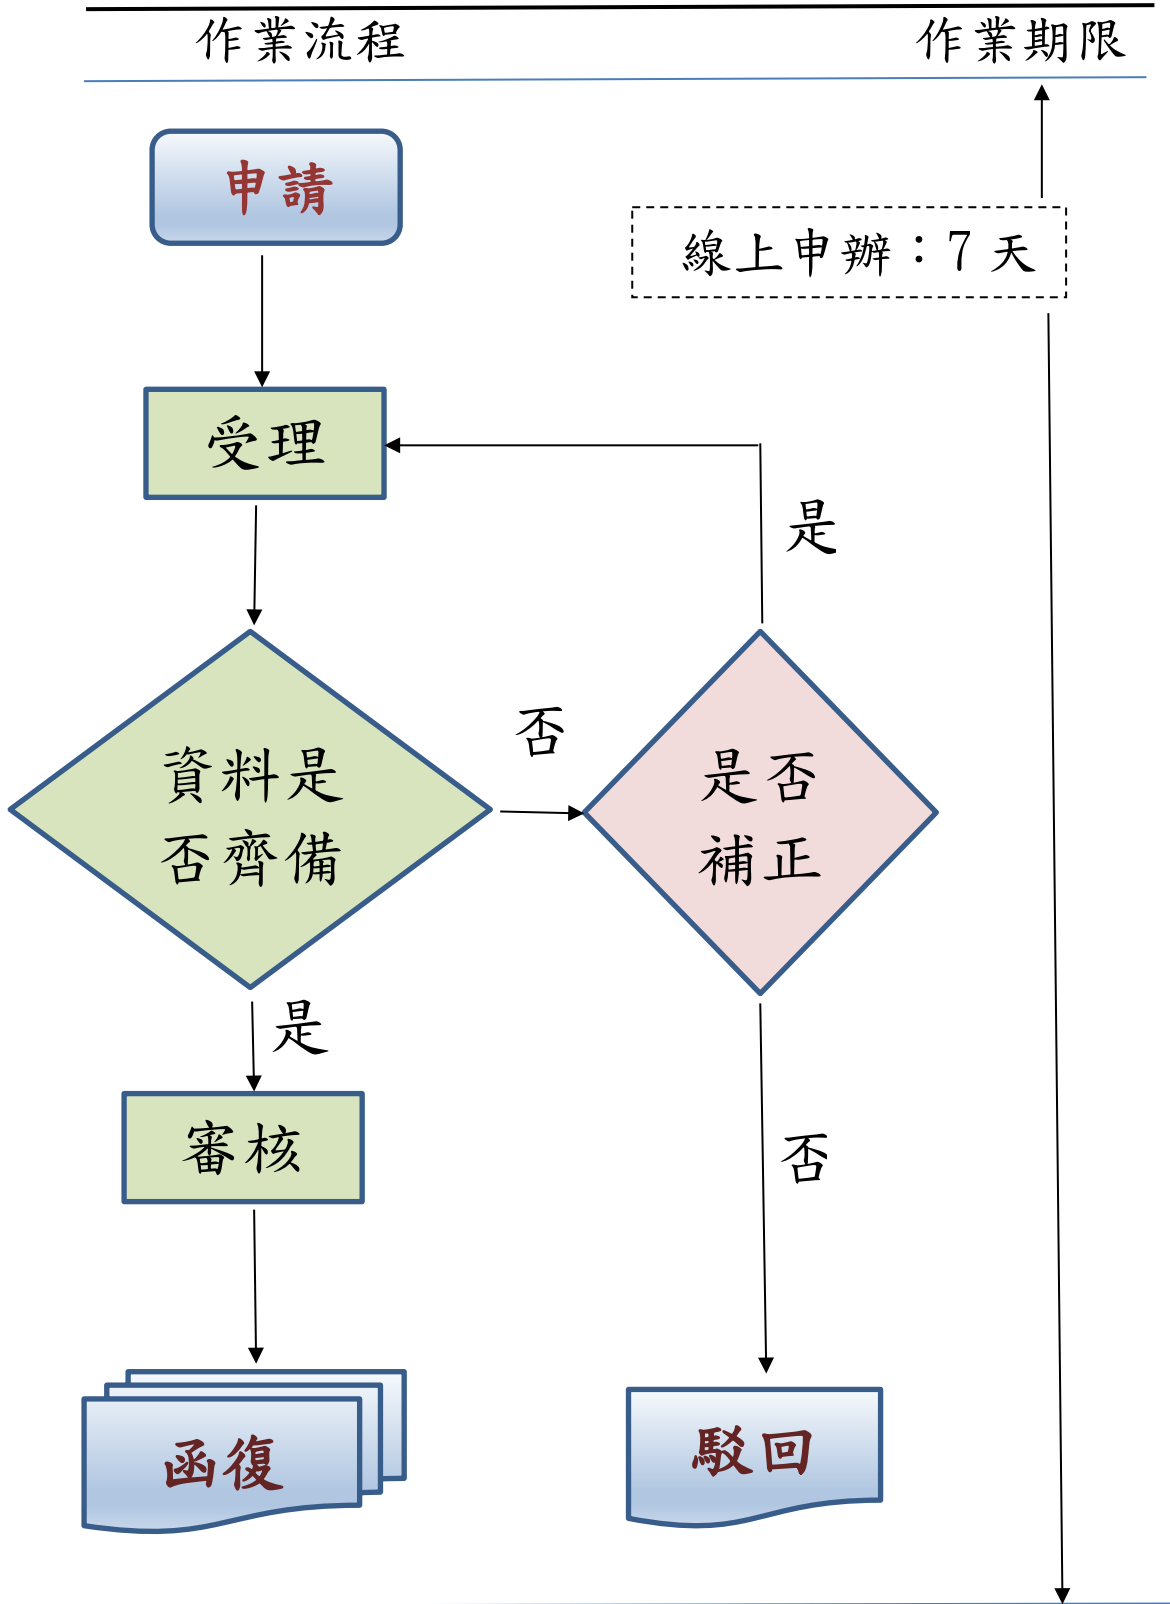 作業流程
作業期限
申請
線上申辦：7 天
受理
是
否
資料是
否齊備
是否
補正
是
審核
否
函復
駁回